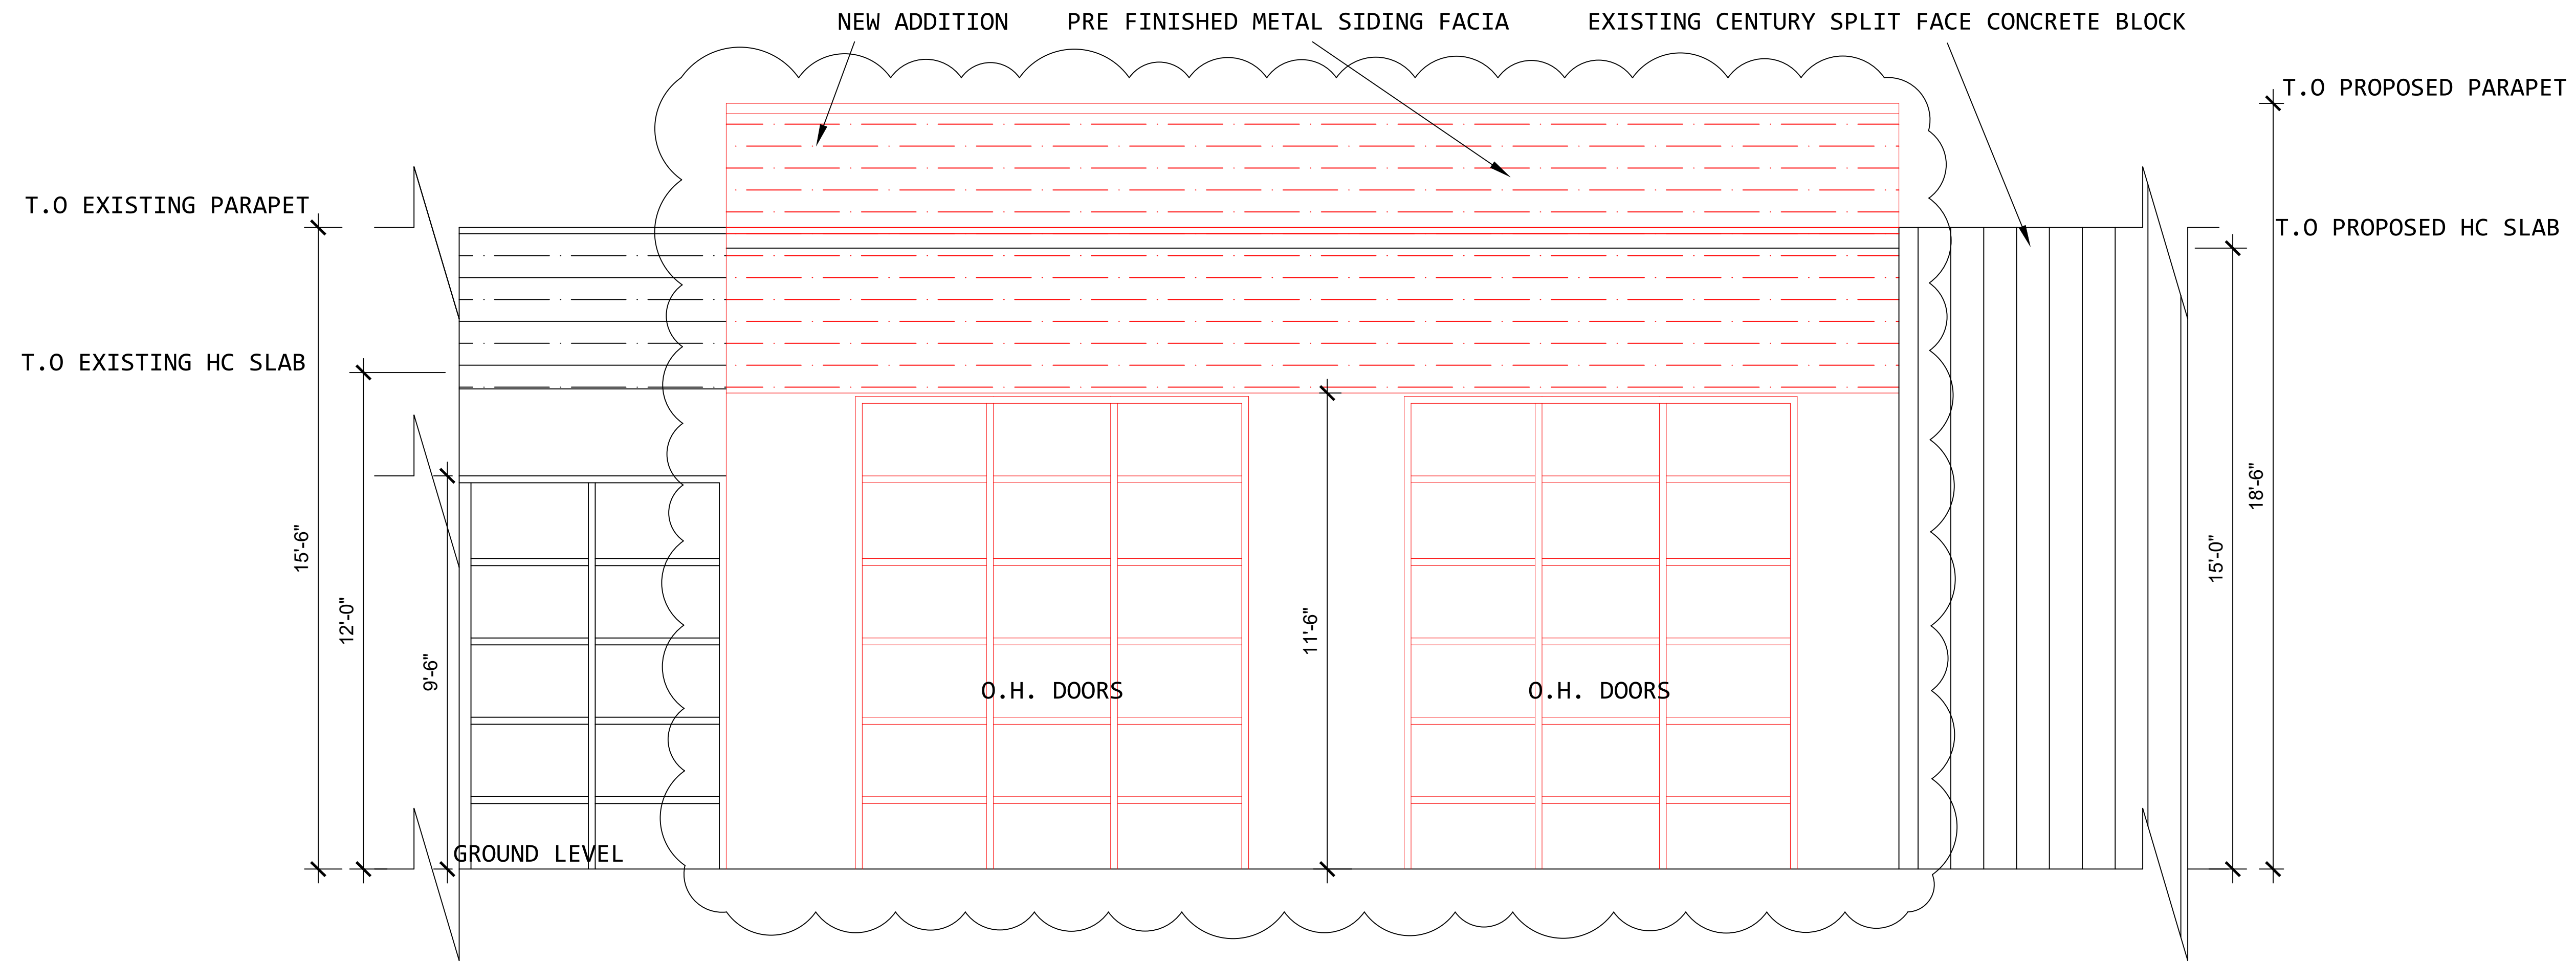 NEW ADDITION
PRE FINISHED METAL SIDING FACIA
EXISTING CENTURY SPLIT FACE CONCRETE BLOCK
T.O PROPOSED PARAPET
T.O EXISTING PARAPET
T.O PROPOSED HC SLAB
T.O EXISTING HC SLAB
15'-6"
12'-0"
9'-6"
11'-6"
15'-0"
18'-6"
O.H. DOORS
O.H. DOORS
GROUND LEVEL